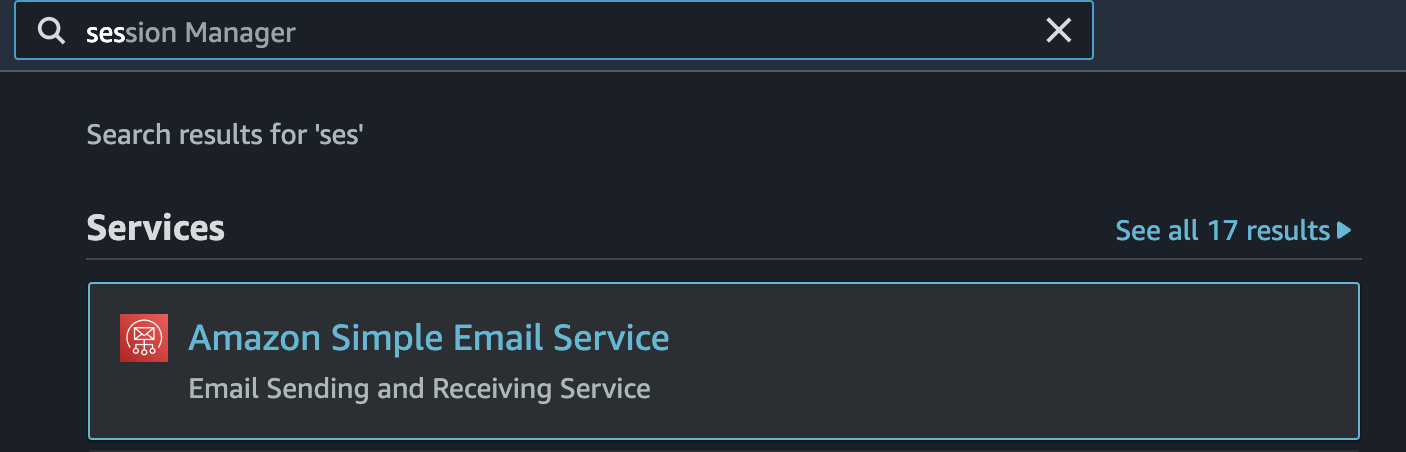 session Manager
Search results for 'ses'
Services
See all 17 results
Amazon Simple Email Service
Email Sending and Receiving Service